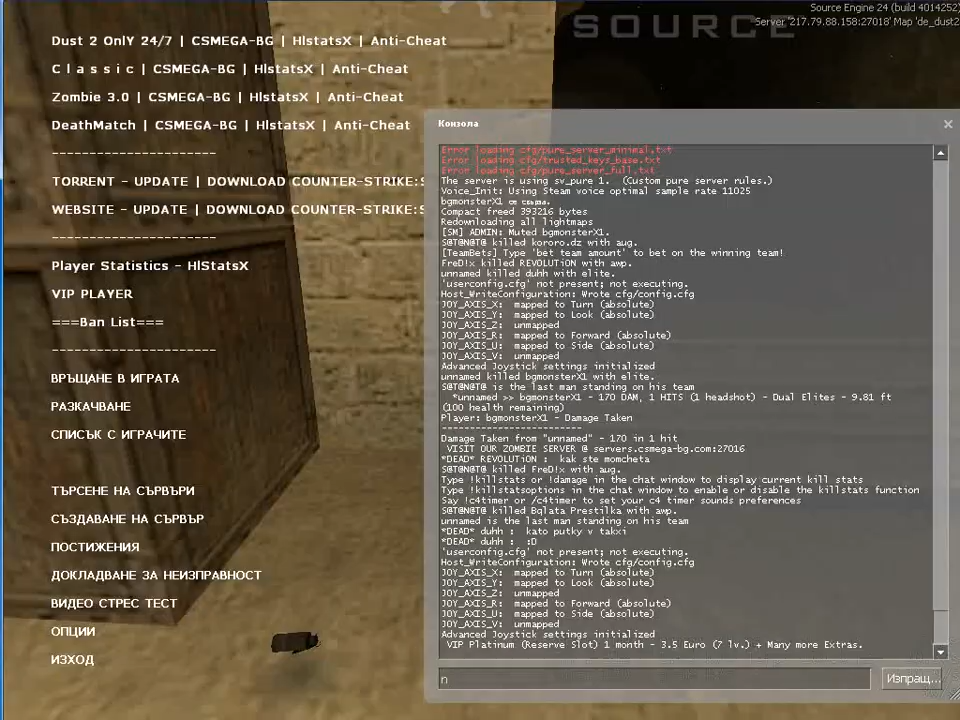 Source Engine 24 (build 4014252)
Server '217.79.88.158:27018' Map 'de_dust2
SOURCE
Dust 2 OnlY 24/7 | CSMEGA-BG | HlstatsX | Anti-Cheat
C l a s s i c | CSMEGA-BG | HlstatsX | Anti-Cheat
Zombie 3.0 | CSMEGA-BG | HlstatsX | Anti-Cheat
DeathMatch | CSMEGA-BG | HlstatsX | Anti-Cheat
----------------------
TORRENT - UPDATE | DOWNLOAD COUNTER-STRIKE:S
WEBSITE - UPDATE | DOWNLOAD COUNTER-STRIKE:S
----------------------
Player Statistics - HlStatsX
VIP PLAYER
===Ban List===
----------------------
ВРЪЩАНЕ В ИГРАТА
РАЗКАЧВАНЕ
СПИСЪК С ИГРАЧИТЕ
ТЪРСЕНЕ НА СЪРВЪРИ
СЪЗДАВАНЕ НА СЪРВЪР
ПОСТИЖЕНИЯ
ДОКЛАДВАНЕ ЗА НЕИЗПРАВНОСТ
ВИДЕО СТРЕС ТЕСТ
ОПЦИИ
ИЗХОД
Конзола
Error loading cfg/pure_server_minimal.txt
Error loading cfg/trusted_keys_base.txt
Error loading cfg/pure_server_full.txt
The server is using sv_pure 1.  (Custom pure server rules.)
Voice_Init: Using Steam voice optimal sample rate 11025
bgmonsterX1 се свърза.
Compact freed 393216 bytes
Redownloading all lightmaps
[SM] ADMIN: Muted bgmonsterX1.
S@T@N@T@ killed kororo.dz with aug.
[TeamBets] Type 'bet team amount' to bet on the winning team!
FreD!x killed REVOLUTiON with awp.
unnamed killed duhh with elite.
'userconfig.cfg' not present; not executing.
Host_WriteConfiguration: Wrote cfg/config.cfg
JOY_AXIS_X:  mapped to Turn (absolute)
JOY_AXIS_Y:  mapped to Look (absolute)
JOY_AXIS_Z:  unmapped
JOY_AXIS_R:  mapped to Forward (absolute)
JOY_AXIS_U:  mapped to Side (absolute)
JOY_AXIS_V:  unmapped
Advanced Joystick settings initialized
unnamed killed bgmonsterX1 with elite.
S@T@N@T@ is the last man standing on his team
*unnamed >> bgmonsterX1 - 170 DAM, 1 HITS (1 headshot) - Dual Elites - 9.81 ft
(100 health remaining)
Player: bgmonsterX1 - Damage Taken
-------------------------
Damage Taken from "unnamed" - 170 in 1 hit
VISIT OUR ZOMBIE SERVER @ servers.csmega-bg.com:27016
*DEAD* REVOLUTiON :  kak ste momcheta
S@T@N@T@ killed FreD!x with aug.
Type !killstats or !damage in the chat window to display current kill stats
Type !killstatsoptions in the chat window to enable or disable the killstats function
Say !c4timer or /c4timer to set your c4 timer sounds preferences
S@T@N@T@ killed Bqlata Prestilka with awp.
unnamed is the last man standing on his team
*DEAD* duhh :  kato putky v takxi
*DEAD* duhh :  :D
'userconfig.cfg' not present; not executing.
Host_WriteConfiguration: Wrote cfg/config.cfg
JOY_AXIS_X:  mapped to Turn (absolute)
JOY_AXIS_Y:  mapped to Look (absolute)
JOY_AXIS_Z:  unmapped
JOY_AXIS_R:  mapped to Forward (absolute)
JOY_AXIS_U:  mapped to Side (absolute)
JOY_AXIS_V:  unmapped
Advanced Joystick settings initialized
VIP Platinum (Reserve Slot) 1 month - 3.5 Euro (7 lv.) + Many more Extras.
n
Изпращ...